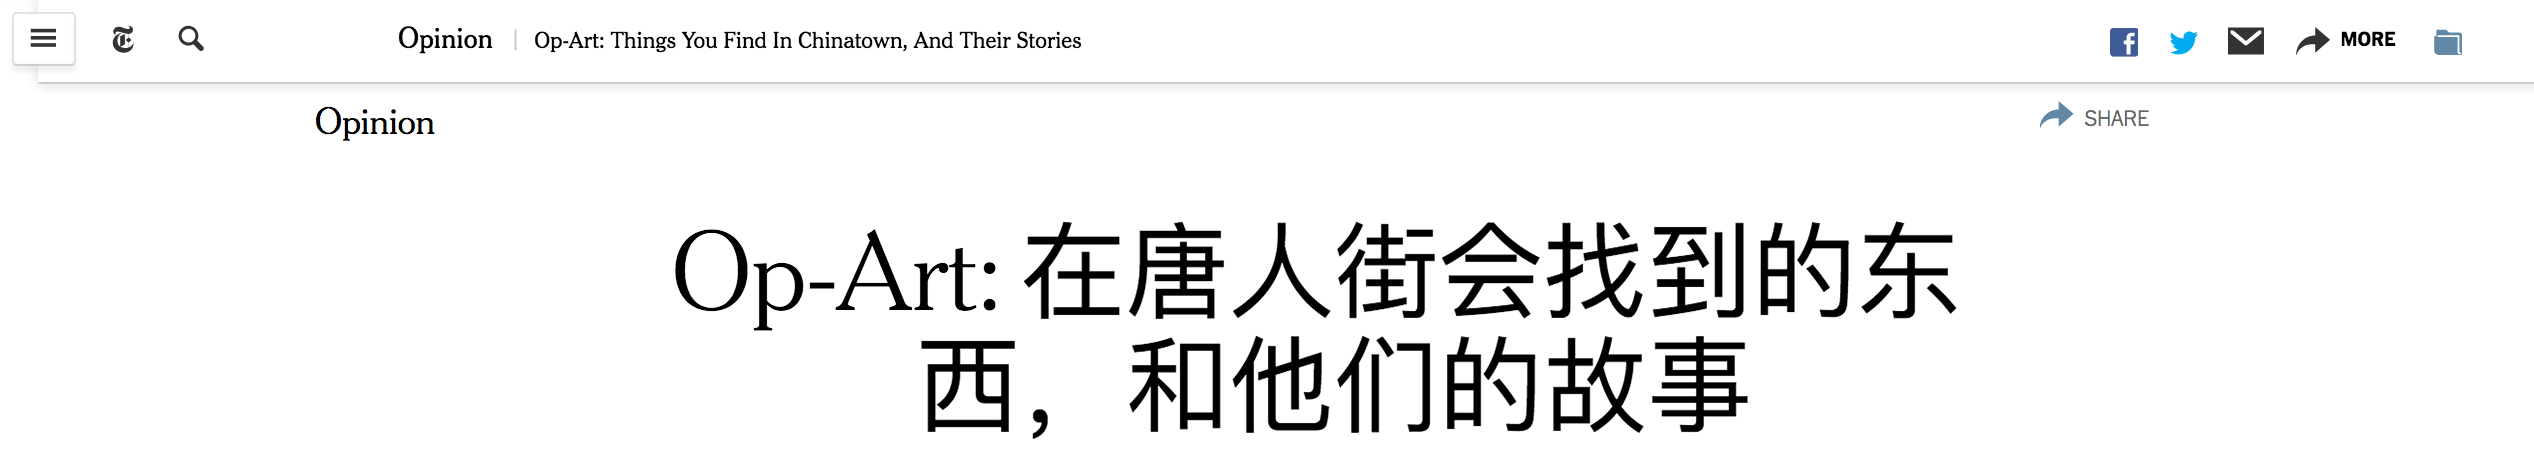 Opinion | Op-Art: Things You Find In Chinatown, And Their Stories MORE
Opinion SHARE
Op-Art: 在唐人街会找到的东
西，和他们的故事